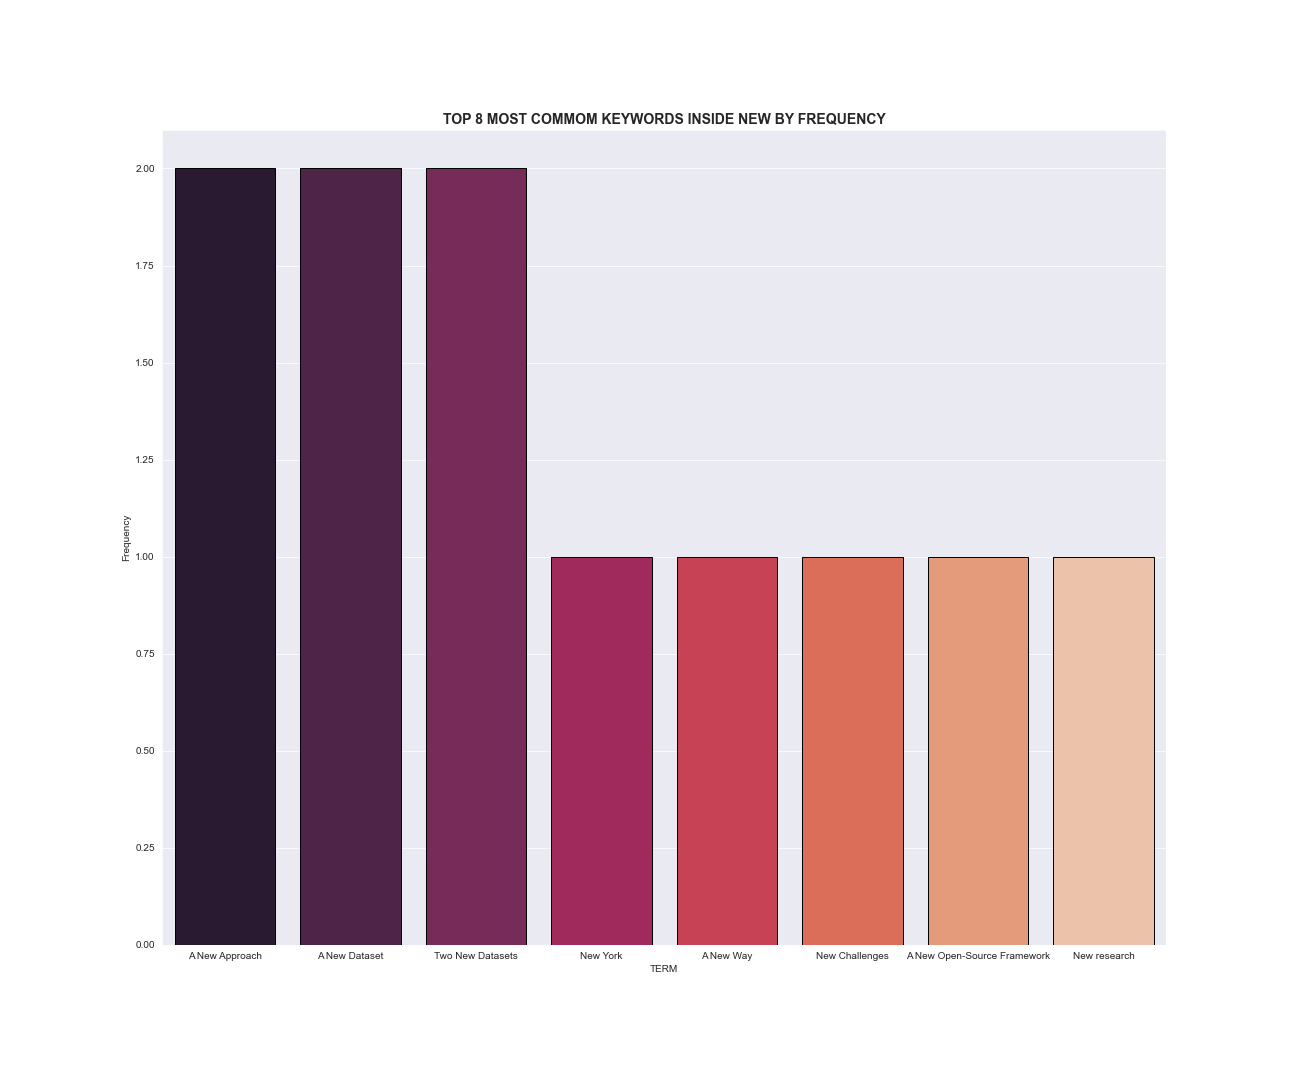 TOP 8 MOST COMMOM KEYWORDS INSIDE NEW BY FREQUENCY
2.00
1.75
1.50
1.25
1.00
0.75
0.50
0.25
0.00
Frequency
A New Approach
A New Dataset
Two New Datasets
New York
A New Way
New Challenges
A New Open-Source Framework
New research
TERM